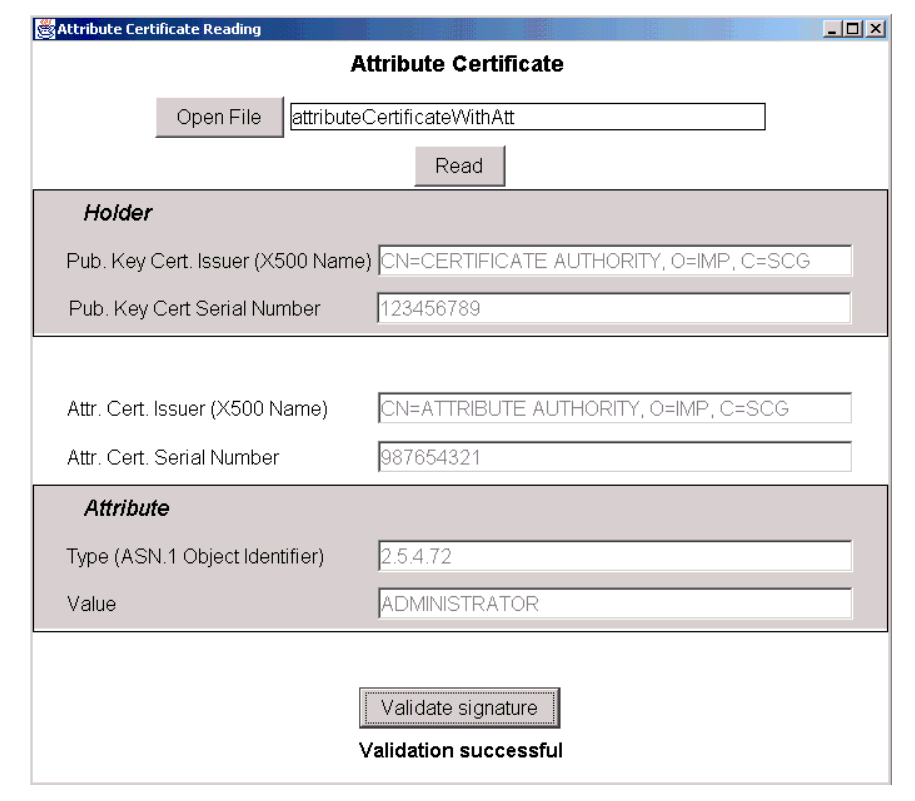 Attribute Certificate Reading
Attribute Certificate
Open File attributeCertificateWithAtt
Read
Holder
Pub. Key Cert. Issuer (X500 Name) CN=CERTIFICATE AUTHORITY, O=IMP, C=SCG
Pub. Key Cert Serial Number 123456789
Attr. Cert. Issuer (X500 Name) CN=ATTRIBUTE AUTHORITY, O=IMP, C=SCG
Attr. Cert. Serial Number 987654321
Attribute
Type (ASN.1 Object Identifier) 2.5.4.72
Value ADMINISTRATOR
Validate signature
Validation successful